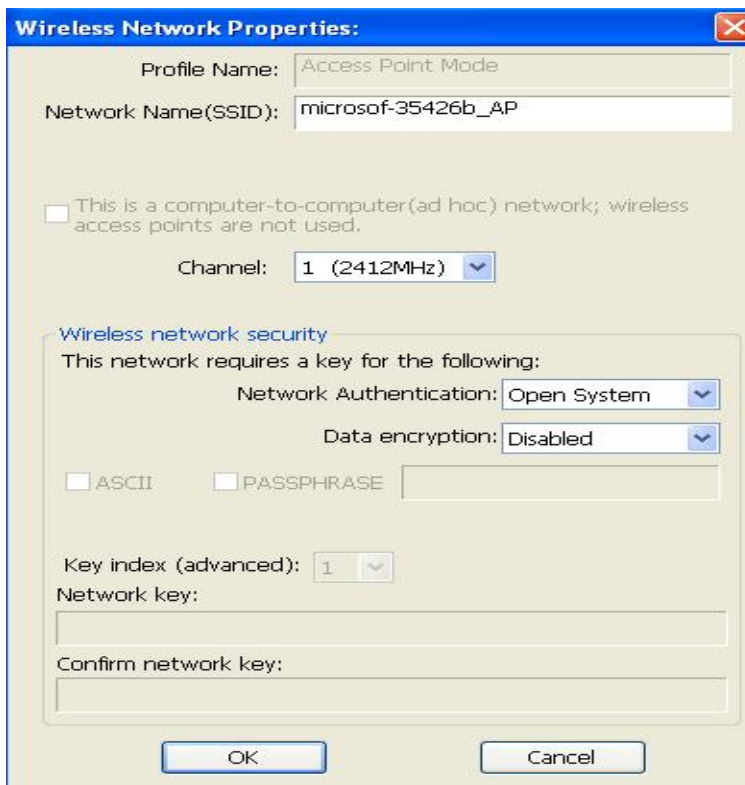 Wireless Network Properties:
Profile Name: Access Point Mode
Network Name(SSID): microsof-35426b_AP
This is a computer-to-computer(ad hoc) network; wireless
access points are not used.
Channel: 1 (2412MHz)
Wireless network security
This network requires a key for the following:
Network Authentication: Open System
Data encryption: Disabled
ASCII PASSPHRASE
Key index (advanced): 1
Network key:
Confirm network key:
OK Cancel